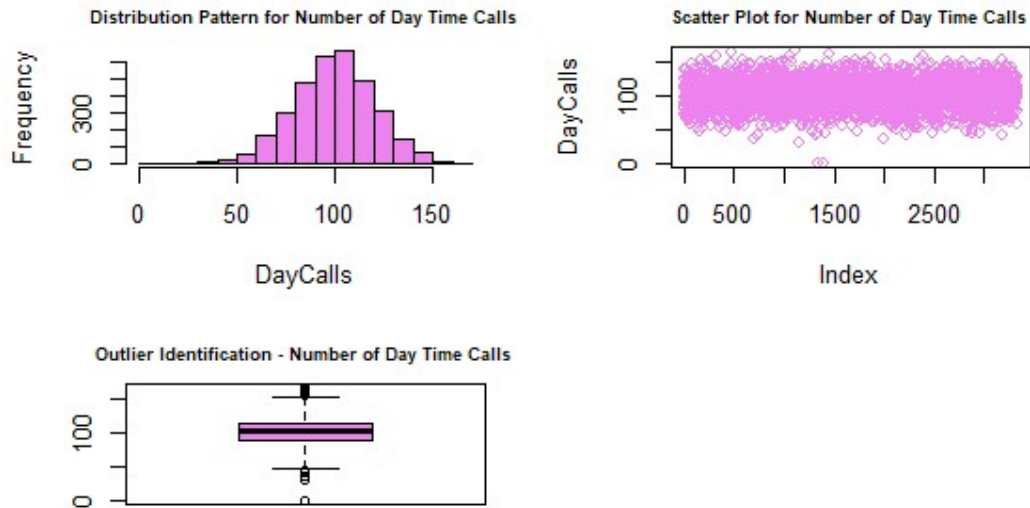 Distribution Pattern for Number of Day Time Calls
Frequency
300
0
0 50 100 150
DayCalls
Scatter Plot for Number of Day Time Calls
DayCalls
100
0
0 500 1500 2500
Index
Outlier Identification - Number of Day Time Calls
100
0